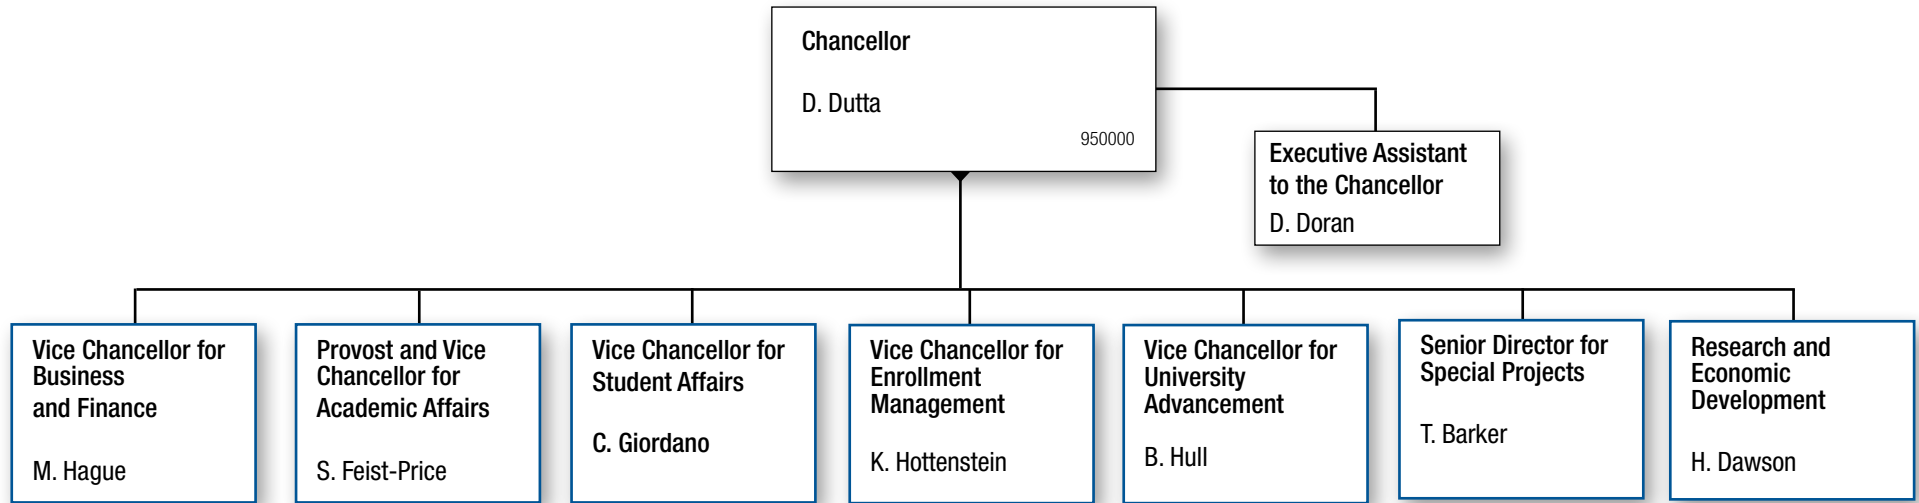 Chancellor
D. Dutta
950000
Executive Assistant
to the Chancellor
D. Doran
Vice Chancellor for
Business
and Finance
M. Hague
Provost and Vice
Chancellor for
Academic Affairs
S. Feist-Price
Vice Chancellor for
Student Affairs
C. Giordano
Vice Chancellor for
Enrollment
Management
K. Hottenstein
Vice Chancellor for
University
Advancement
B. Hull
Senior Director for
Special Projects
T. Barker
Research and
Economic
Development
H. Dawson